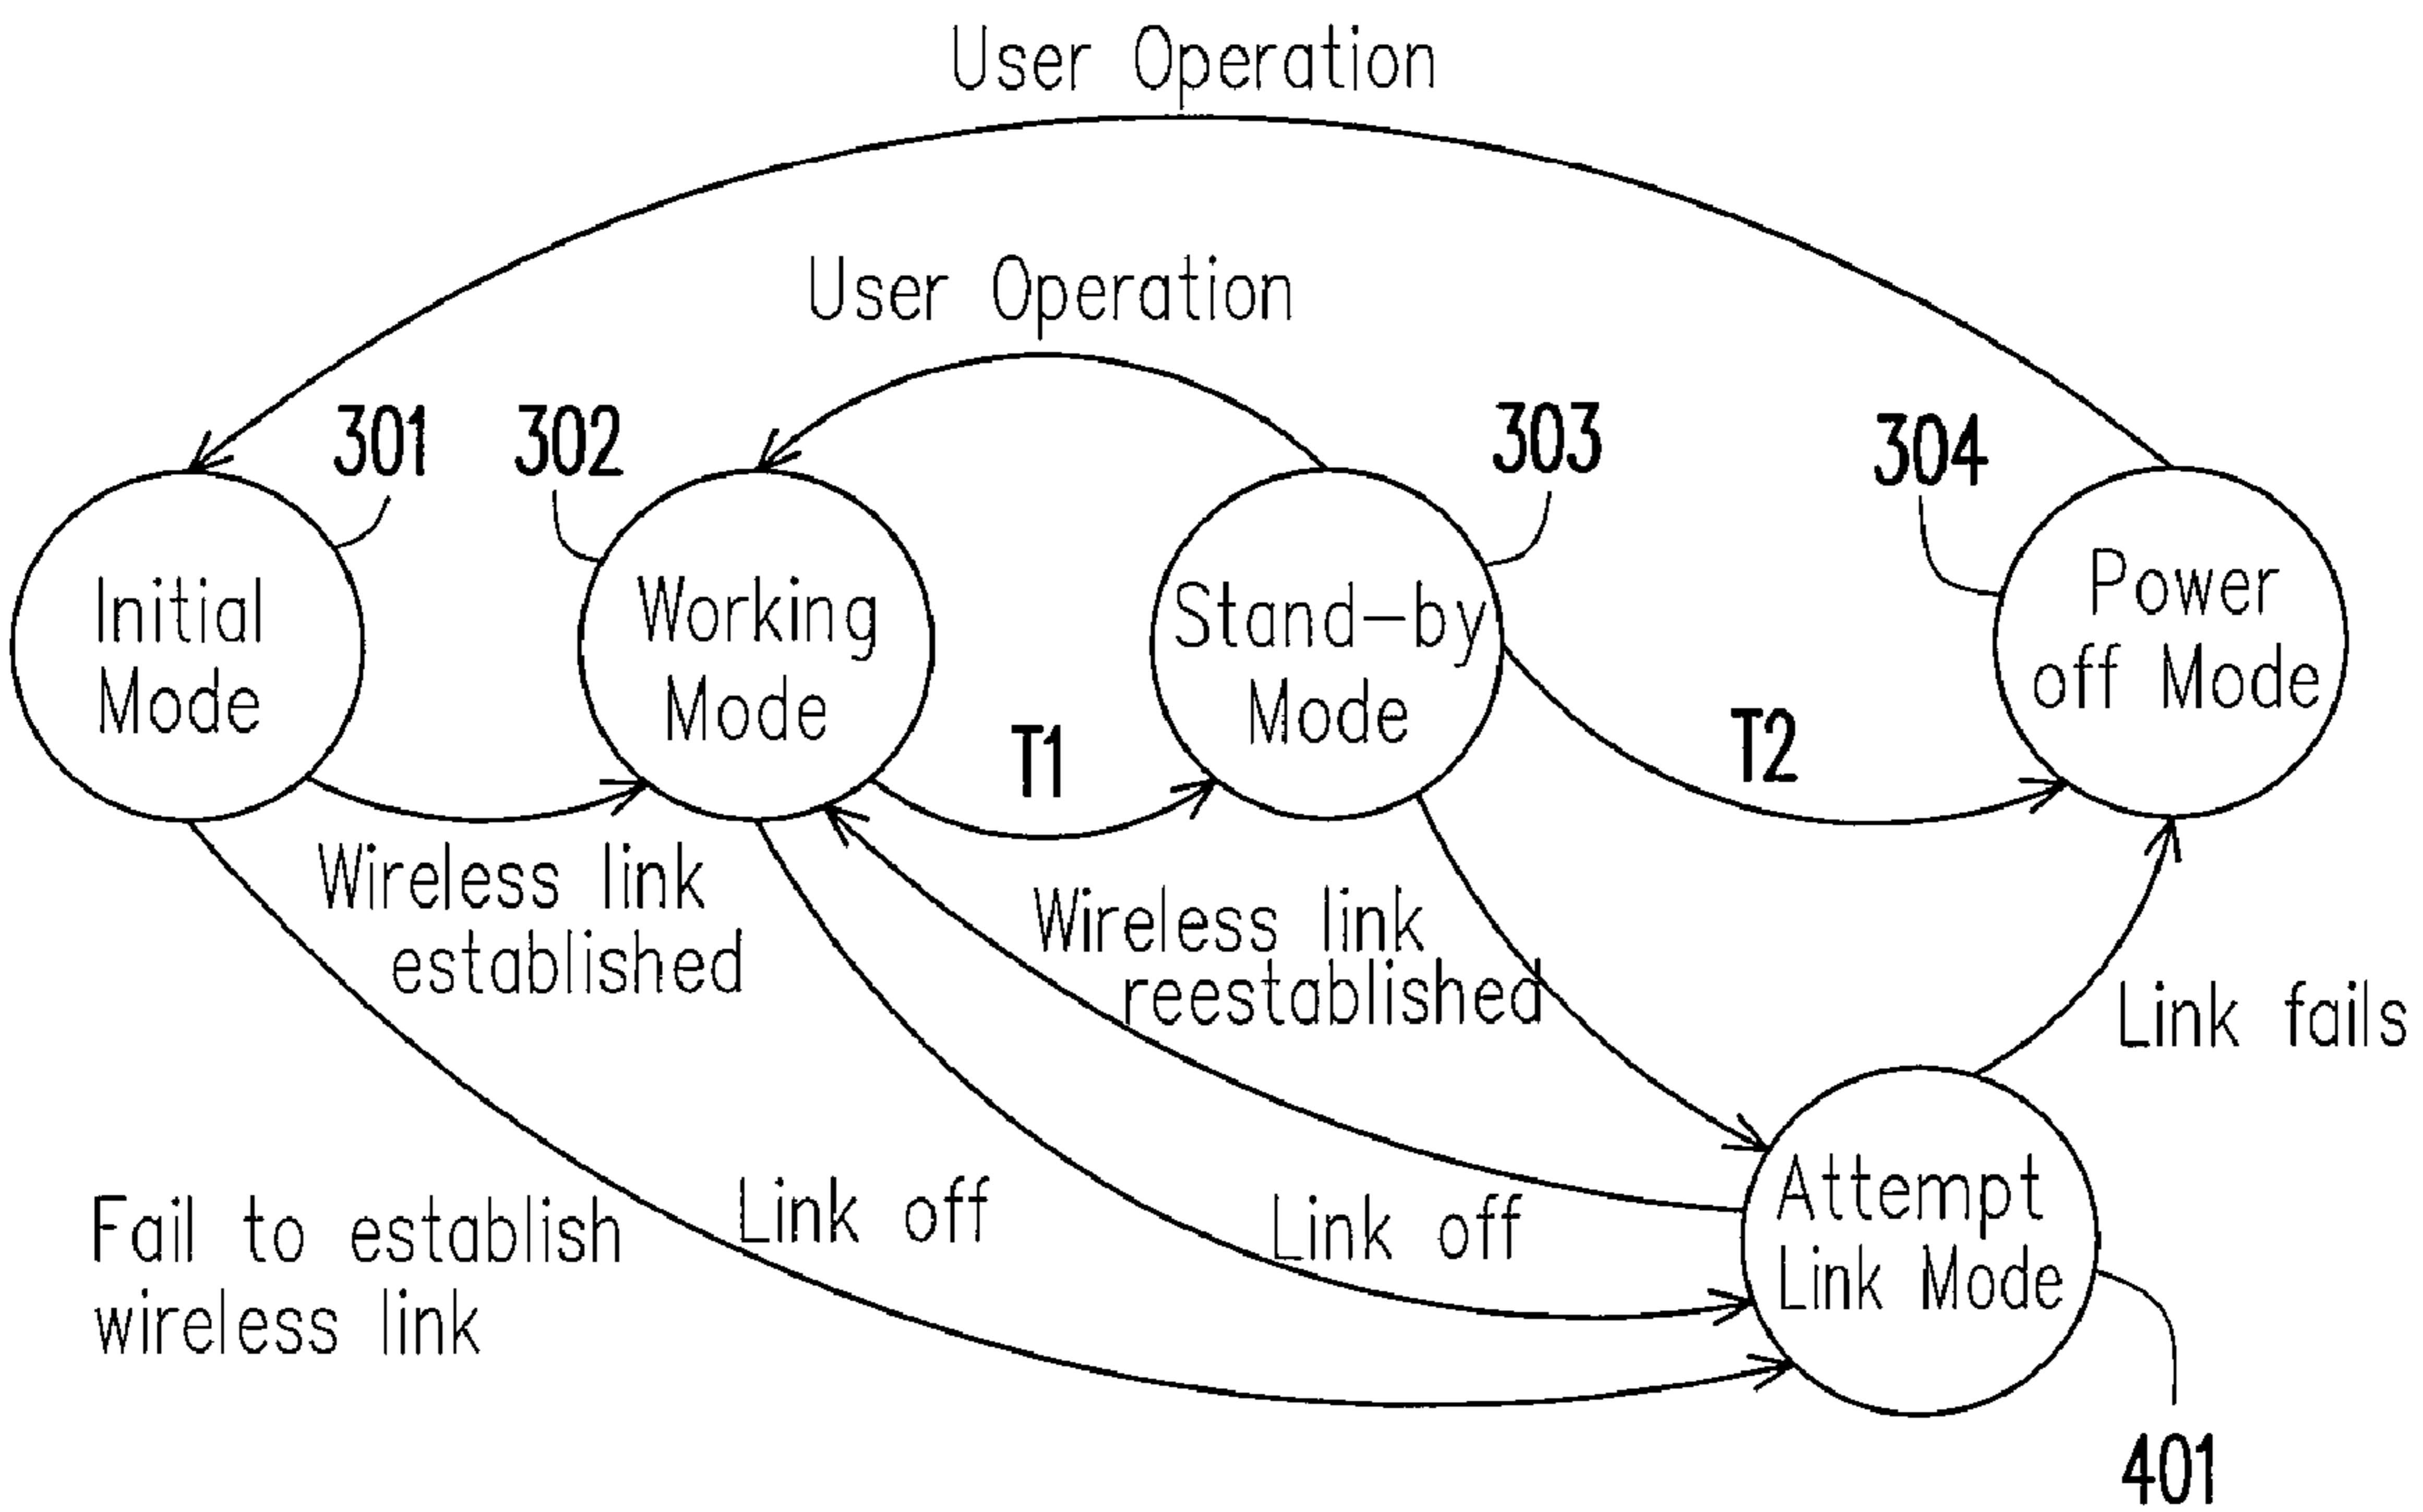 User Operation
User Operation
301
302
303
304
Initial
Mode
Working
Mode
Stand-by
Mode
Power
off Mode
T1
T2
Wireless link
established
Wireless link
reestablished
Link fails
Fail to establish
wireless link
Link off
Link off
Attempt
Link Mode
401